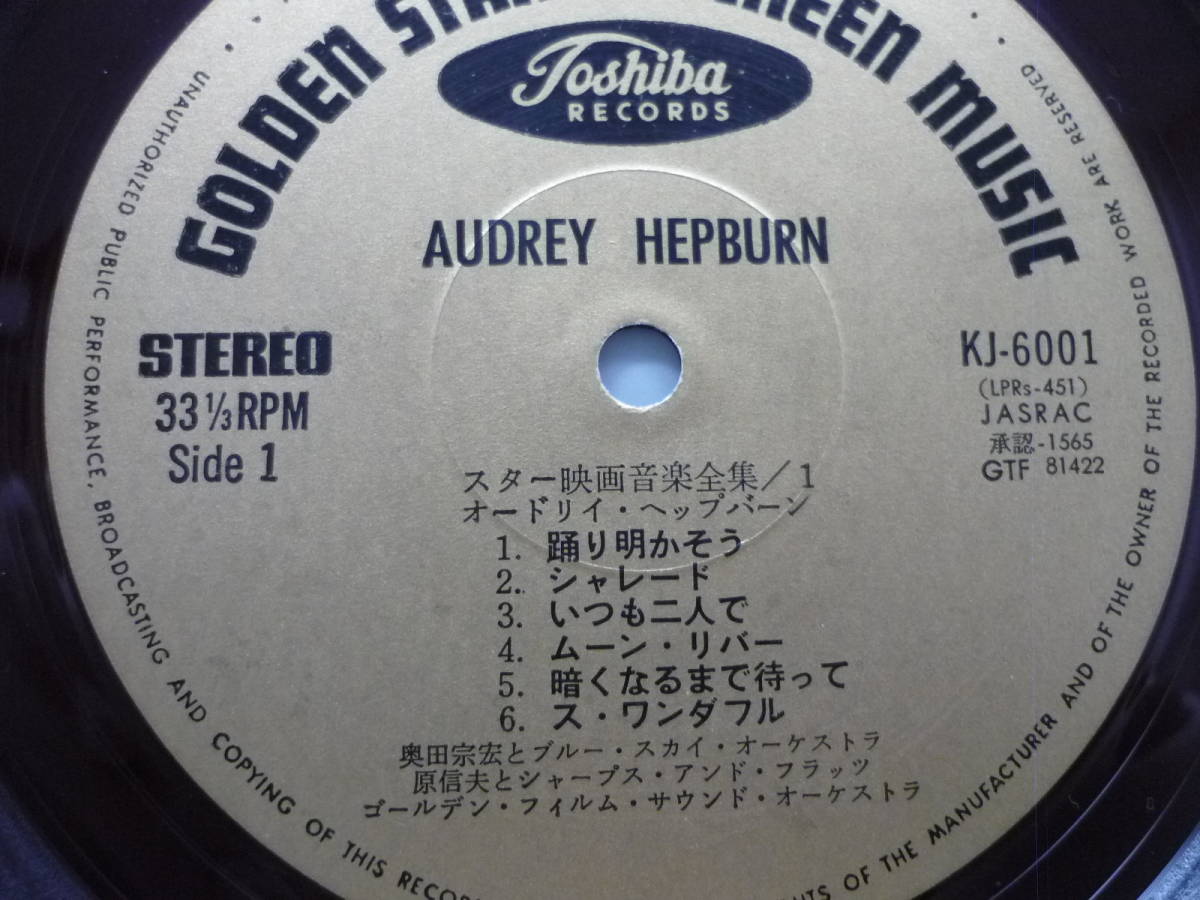 GOLDEN STAR SCREEN MUSIC
Toshiba
RECORDS
AUDREY HEPBURN
STEREO
33 1/3 RPM
Side 1
KJ-6001
(LPRs-451)
JASRAC
承認-1565
GTF 81422
スター映画音楽全集/1
オードリイ・ヘップバーン
1. 踊り明かそう
2. シャレード
3. いつも二人で
4. ムーン・リバー
5. 暗くなるまで待って
6. ス・ワンダフル
奥田宗宏とブルー・スカイ・オーケストラ
原信夫とシャープス・アンド・フラッツ
ゴールデン・フィルム・サウンド・オーケストラ
UNAUTHORIZED PUBLIC PERFORMANCE, BROADCASTING AND COPYING OF THIS RECO
OF THE MANUFACTURER AND OF THE OWNER OF THE RECORDED WORK ARE RESERVED